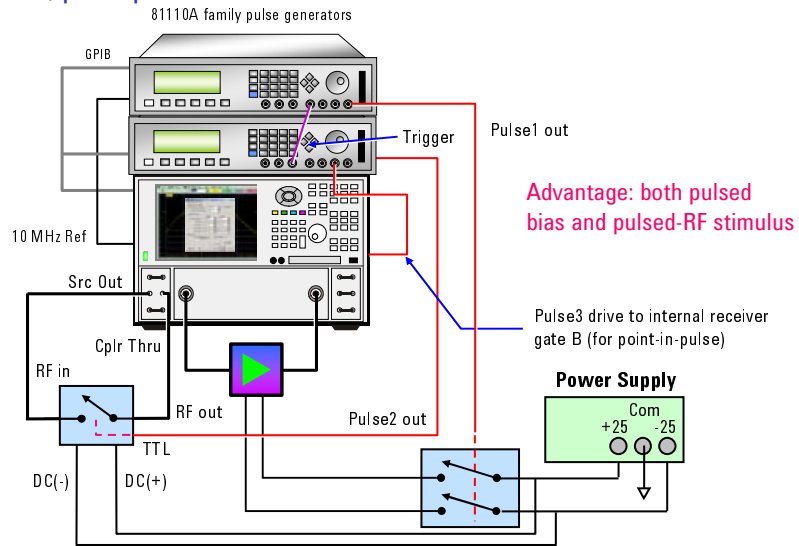 81110A family pulse generators
GPIB
Trigger
Pulse1 out
Advantage: both pulsed
bias and pulsed-RF stimulus
10 MHz Ref
Src Out
Cplr Thru
Pulse3 drive to internal receiver
gate B (for point-in-pulse)
RF in
RF out
Pulse2 out
Power Supply
Com
+25
-25
TTL
DC(-)
DC(+)